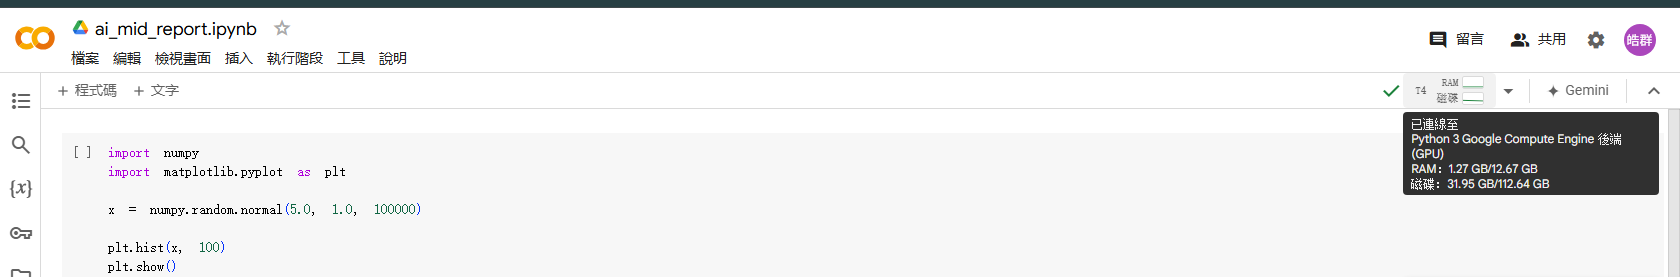 ai_mid_report.ipynb
檔案 編輯 檢視畫面 插入 執行階段 工具 說明
留言 共用 皓群
+ 程式碼 + 文字
T4 RAM 磁碟 Gemini
已連線至
Python 3 Google Compute Engine 後端
(GPU)
RAM：1.27 GB/12.67 GB
磁碟：31.95 GB/112.64 GB
{x}
[ ] import numpy
import matplotlib.pyplot as plt
x = numpy.random.normal(5.0, 1.0, 100000)
plt.hist(x, 100)
plt.show()